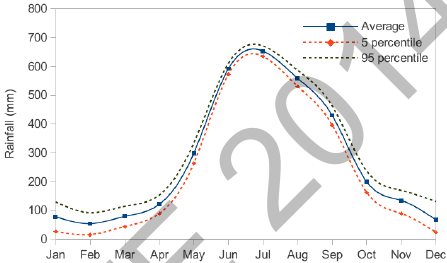 800
700
600
500
400
300
200
100
0
Rainfall (mm)
Average
5 percentile
95 percentile
Jan Feb Mar Apr May Jun Jul Aug Sep Oct Nov Dec
2014